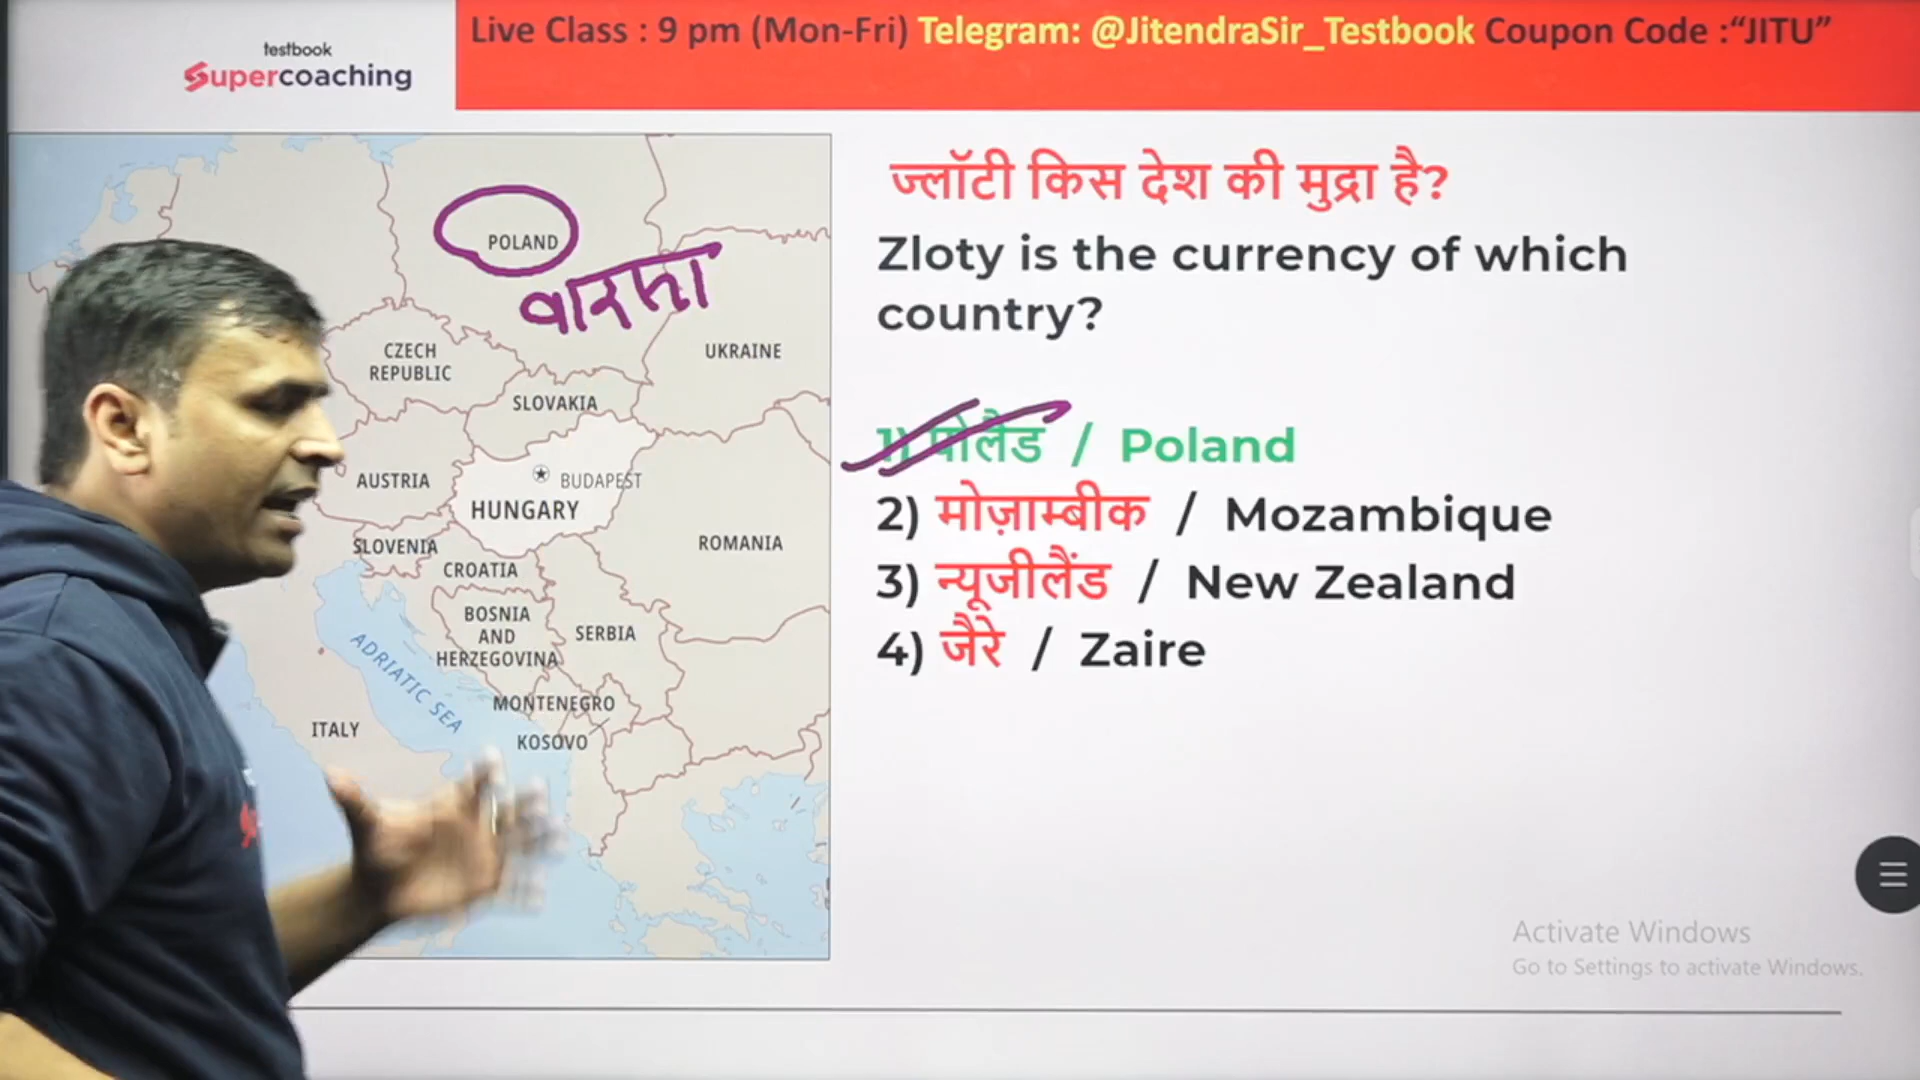 testbook
Supercoaching
Live Class : 9 pm (Mon-Fri) Telegram: @JitendraSir_Testbook Coupon Code :“JITU”
ज्लॉटी किस देश की मुद्रा है?
Zloty is the currency of which
country?
1) पोलैंड / Poland
2) मोज़ाम्बीक / Mozambique
3) न्यूजीलैंड / New Zealand
4) जैरे / Zaire
POLAND
वारसा
CZECH
REPUBLIC
UKRAINE
SLOVAKIA
AUSTRIA
BUDAPEST
HUNGARY
SLOVENIA
ROMANIA
CROATIA
BOSNIA
AND
HERZEGOVINA
SERBIA
ADRIATIC SEA
MONTENEGRO
ITALY
KOSOVO
Activate Windows
Go to Settings to activate Windows.